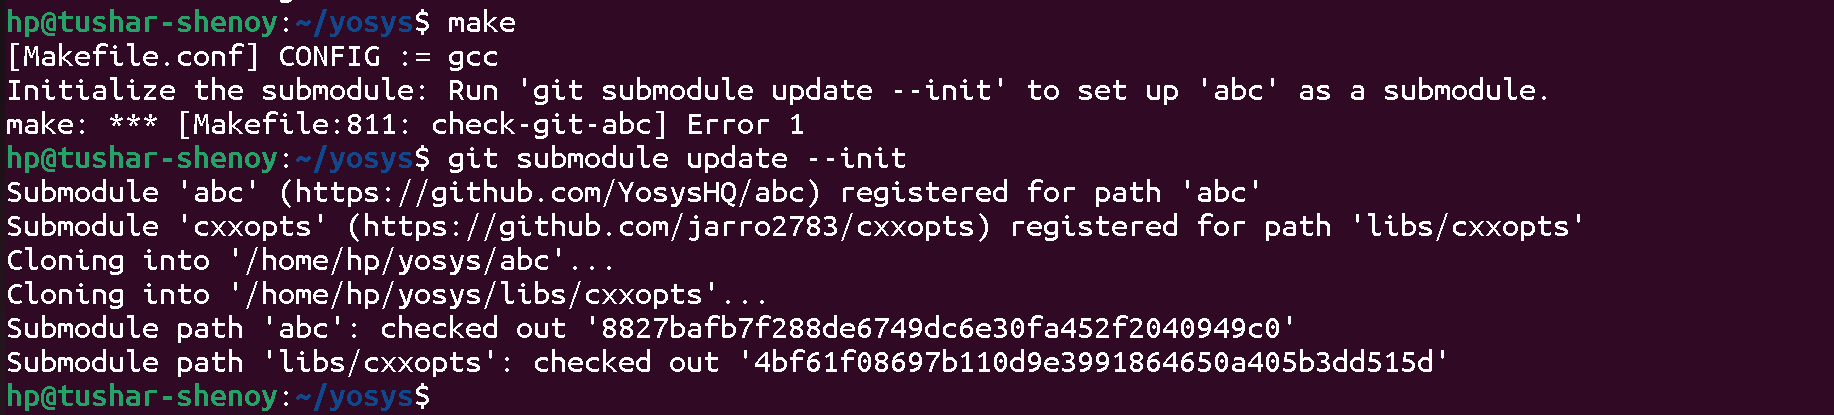 hp@tushar-shenoy:~/yosys$ make
[Makefile.conf] CONFIG := gcc
Initialize the submodule: Run 'git submodule update --init' to set up 'abc' as a submodule.
make: *** [Makefile:811: check-git-abc] Error 1
hp@tushar-shenoy:~/yosys$ git submodule update --init
Submodule 'abc' (https://github.com/YosysHQ/abc) registered for path 'abc'
Submodule 'cxxopts' (https://github.com/jarro2783/cxxopts) registered for path 'libs/cxxopts'
Cloning into '/home/hp/yosys/abc'...
Cloning into '/home/hp/yosys/libs/cxxopts'...
Submodule path 'abc': checked out '8827bafb7f288de6749dc6e30fa452f2040949c0'
Submodule path 'libs/cxxopts': checked out '4bf61f08697b110d9e3991864650a405b3dd515d'
hp@tushar-shenoy:~/yosys$